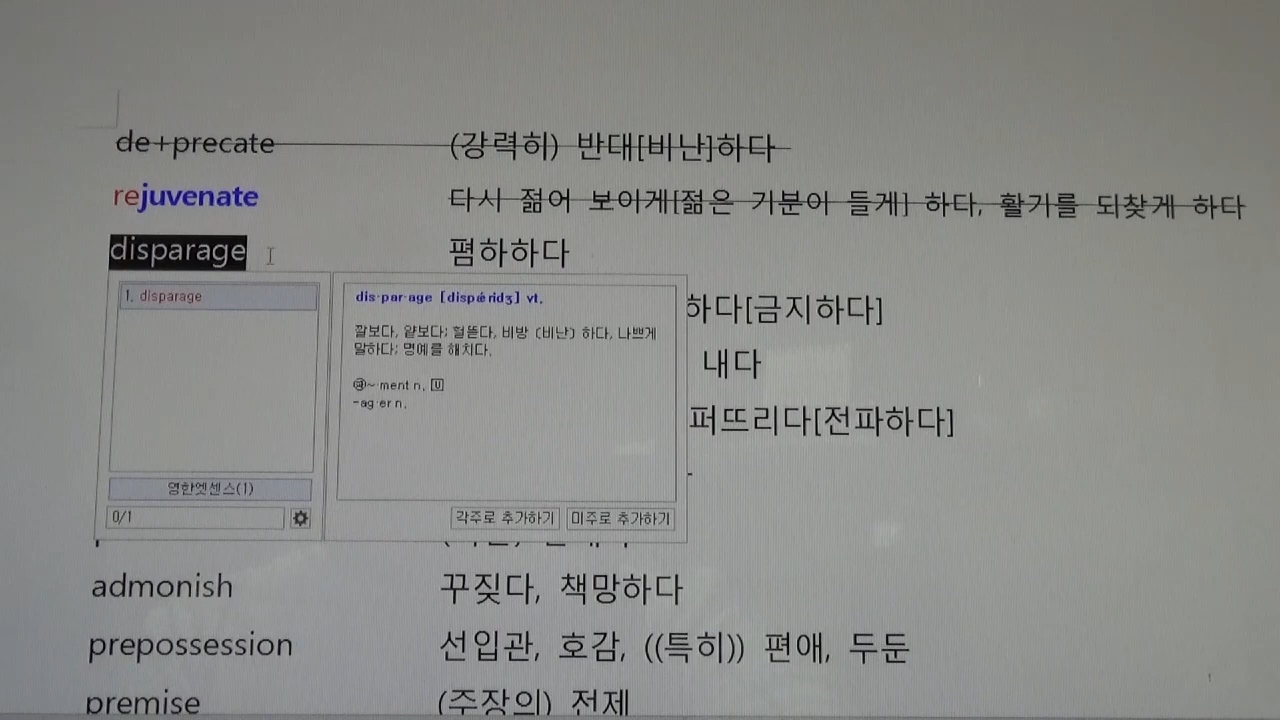 de+precate (강력히) 반대[비난]하다
rejuvenate 다시 젊어 보이게[젊은 기분이 들게] 하다, 활기를 되찾게 하다
disparage 폄하하다
1. disparage
dis·par·age [dispǽridʒ] vt.
깔보다, 얕보다; 헐뜯다, 비방 (비난) 하다, 나쁘게
말하다; 명예를 해치다.
㉺~·ment n. U
-ag·er n.
하다[금지하다]
내다
퍼뜨리다[전파하다]
영한엣센스(1)
0/1
각주로 추가하기 미주로 추가하기
admonish 꾸짖다, 책망하다
prepossession 선입관, 호감, ((특히)) 편애, 두둔
premise (주장의) 전제